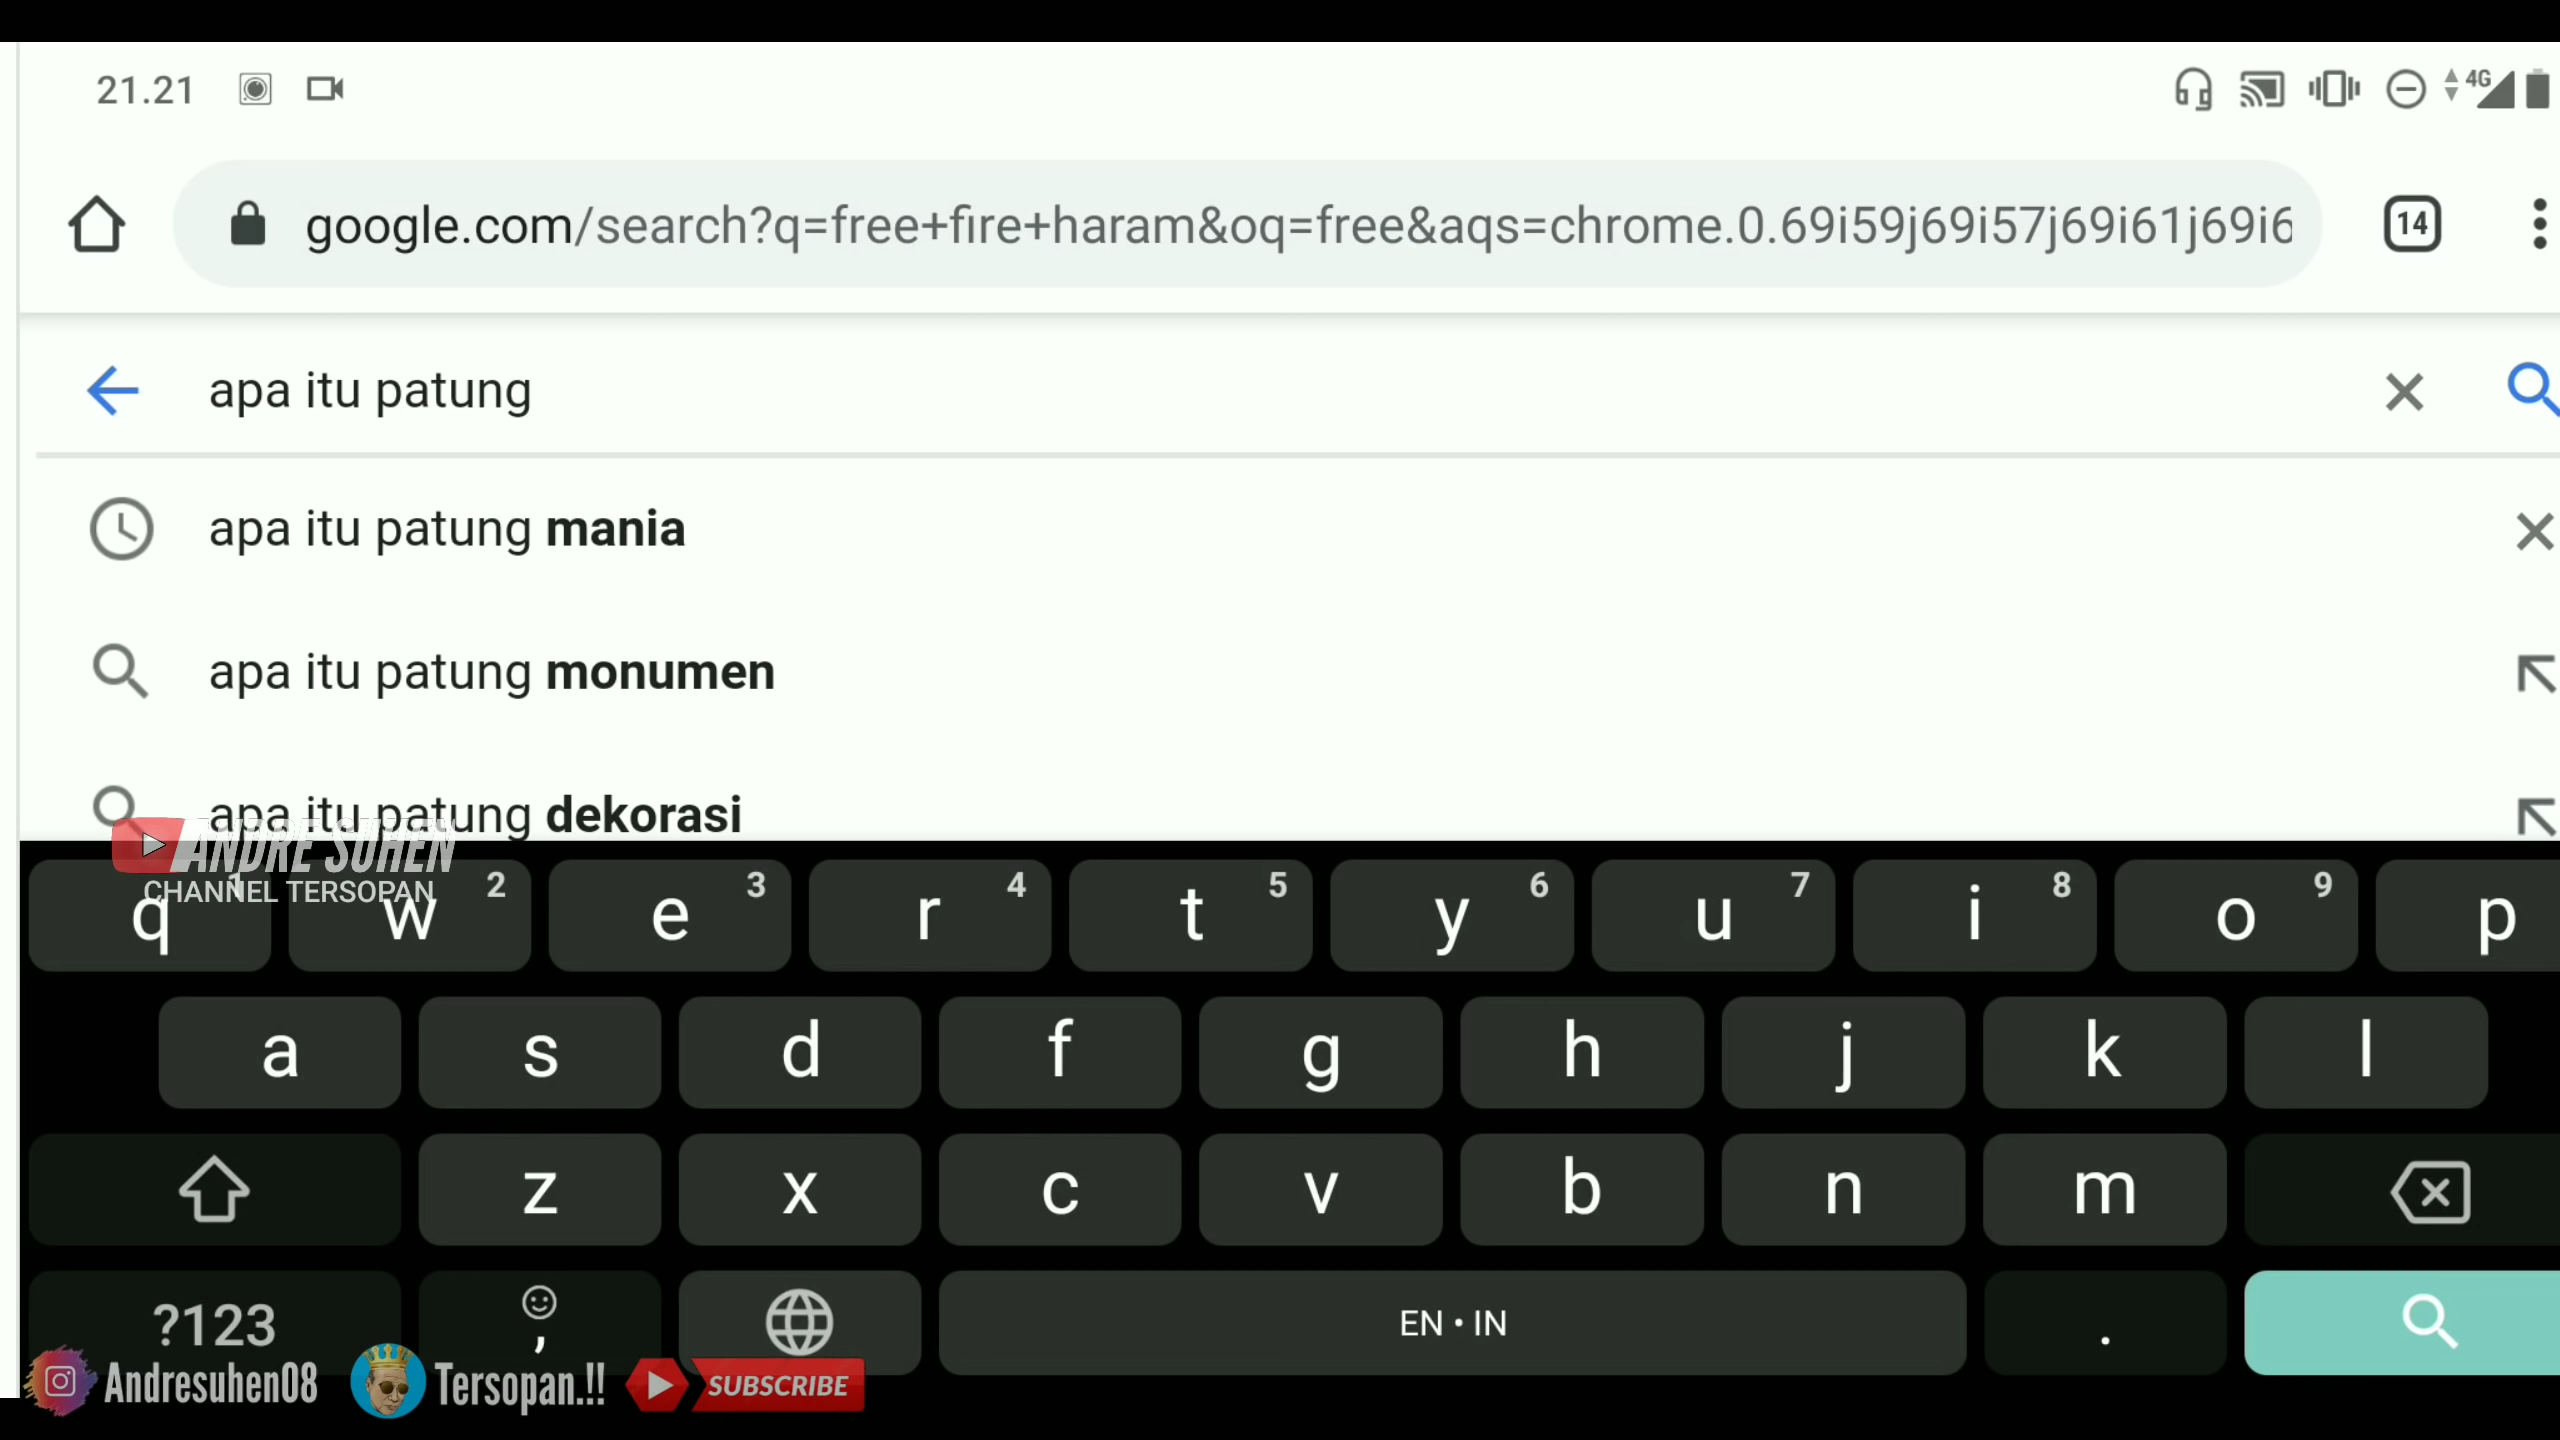 21.21
4G
google.com/search?q=free+fire+haram&oq=free&aqs=chrome.0.69i59j69i57j69i61j69i6
14
apa itu patung
apa itu patung mania
apa itu patung monumen
apa itu patung dekorasi
ANDRE SUHEN
CHANNEL TERSOPAN
1 2 3 4 5 6 7 8 9
q w e r t y u i o p
a s d f g h j k l
z x c v b n m
?123 , EN • IN .
Andresuhen08 Tersopan.!! SUBSCRIBE